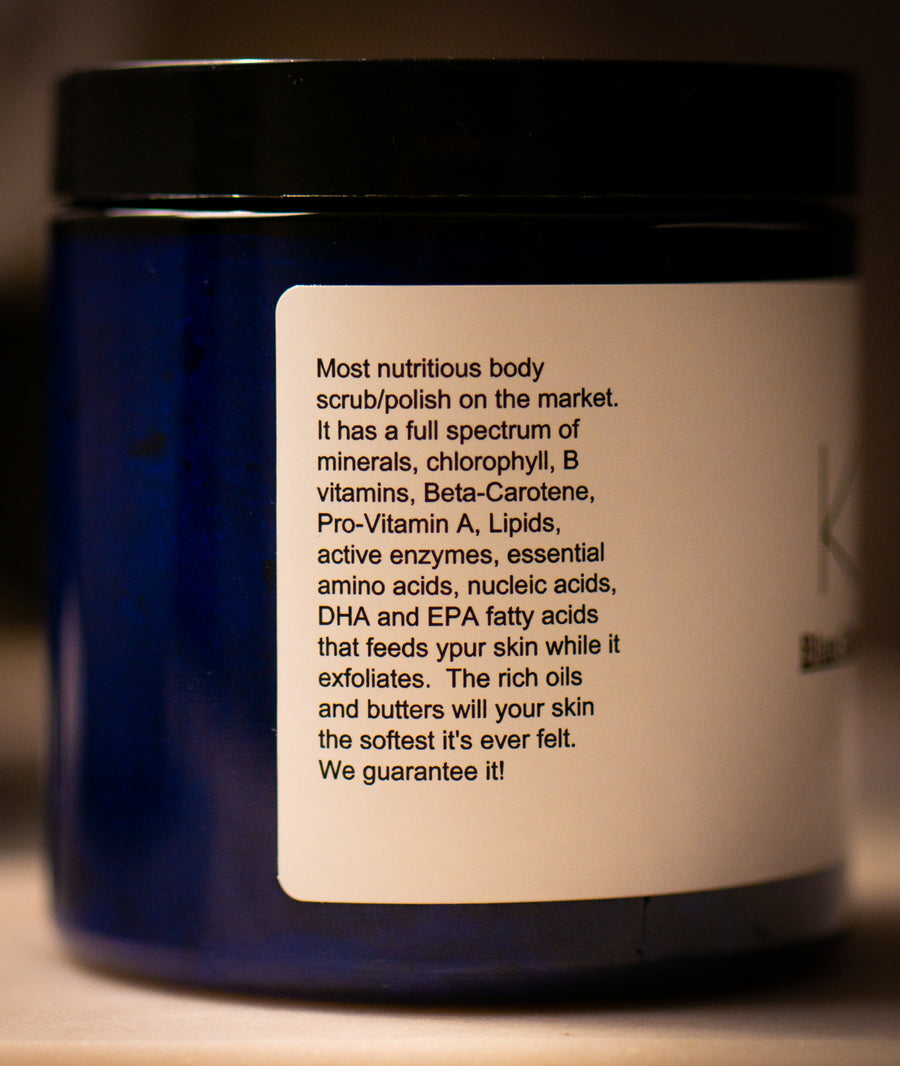 Most nutritious body
scrub/polish on the market.
It has a full spectrum of
minerals, chlorophyll, B
vitamins, Beta-Carotene,
Pro-Vitamin A, Lipids,
active enzymes, essential
amino acids, nucleic acids,
DHA and EPA fatty acids
that feeds ypur skin while it
exfoliates.  The rich oils
and butters will your skin
the softest it's ever felt.
We guarantee it!
K